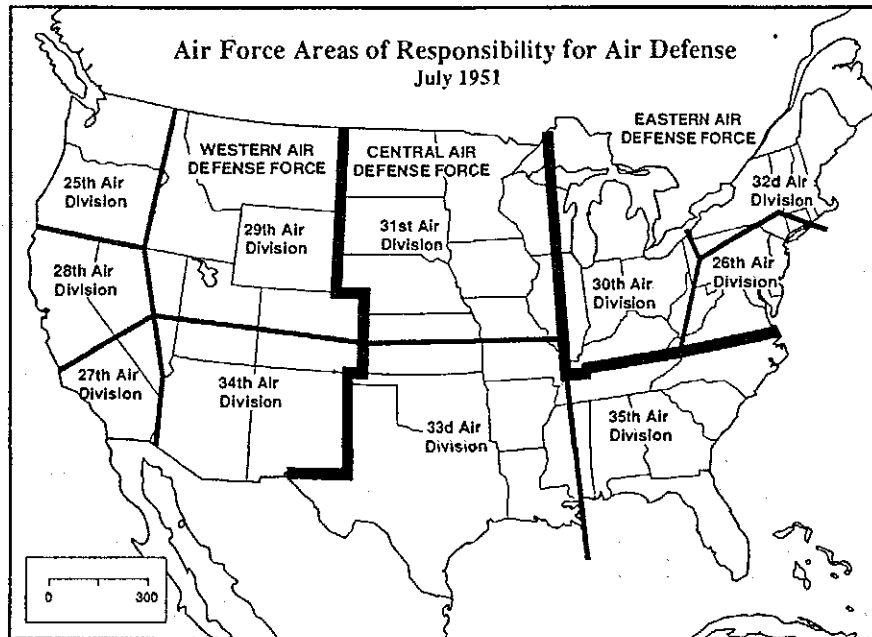 Air Force Areas of Responsibility for Air Defense
July 1951
EASTERN AIR
DEFENSE FORCE
WESTERN AIR
DEFENSE FORCE
CENTRAL AIR
DEFENSE FORCE
25th Air
Division
32d Air
Division
29th Air
Division
31st Air
Division
28th Air
Division
30th Air
Division
26th Air
Division
27th Air
Division
34th Air
Division
33d Air
Division
35th Air
Division
0 300